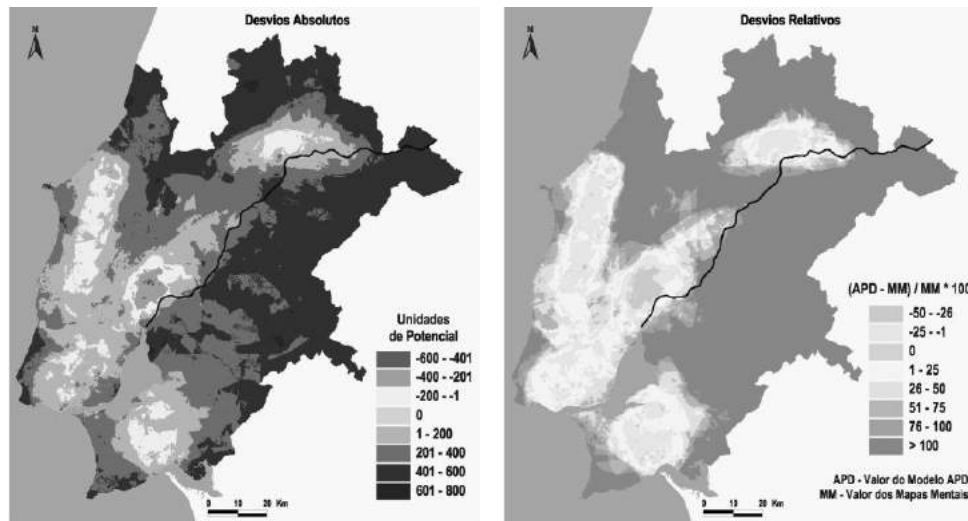 Desvios Absolutos
N
Unidades
de Potencial
-600 - -401
-400 - -201
-200 - -1
0
1 - 200
201 - 400
401 - 600
601 - 800
0 10 20 Km
Desvios Relativos
N
(APD - MM) / MM * 100
-50 - -26
-25 - -1
0
1 - 25
26 - 50
51 - 75
76 - 100
> 100
APD - Valor do Modelo APD
MM - Valor dos Mapas Mentais
0 10 20 Km